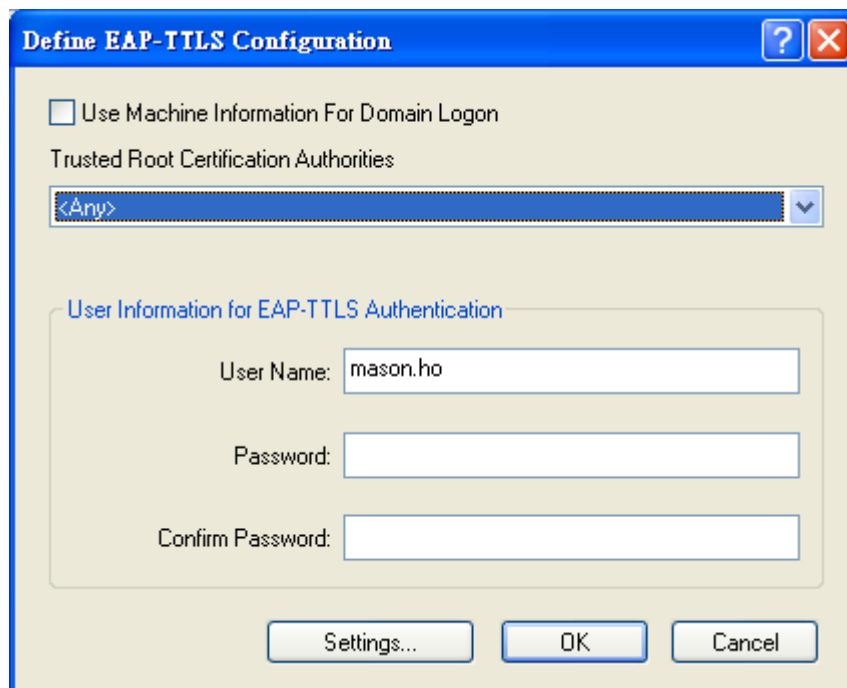 Define EAP-TTLS Configuration
Use Machine Information For Domain Logon
Trusted Root Certification Authorities
<Any>
User Information for EAP-TTLS Authentication
User Name: mason.ho
Password:
Confirm Password:
Settings... OK Cancel